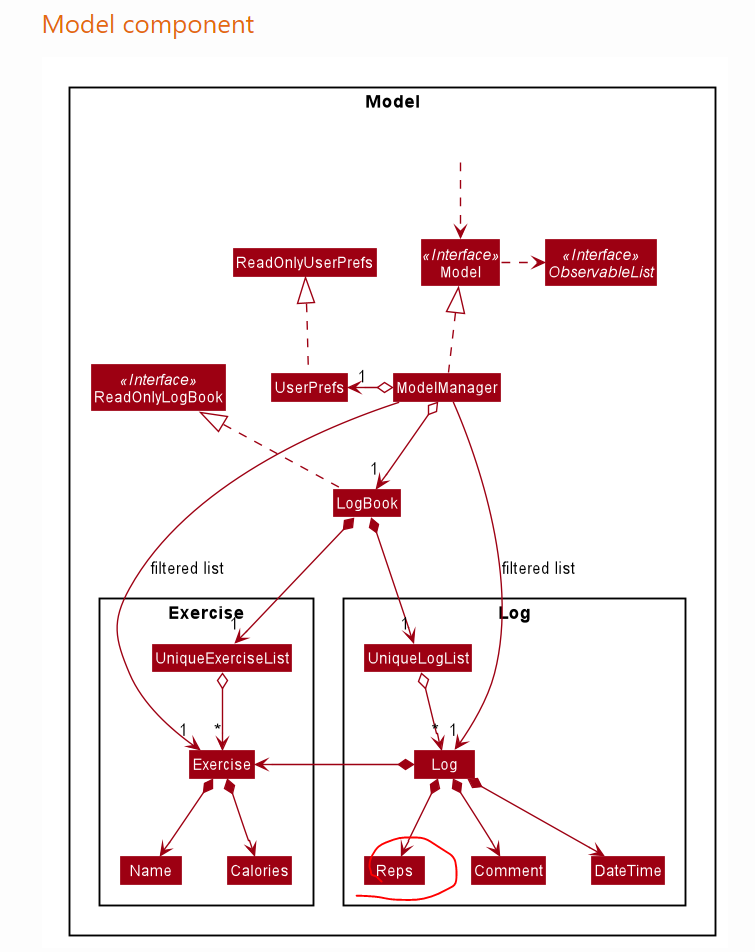 Model component
Model
«Interface»
Model
«Interface»
ObservableList
ReadOnlyUserPrefs
«Interface»
ReadOnlyLogBook
UserPrefs
1
ModelManager
1
LogBook
filtered list
filtered list
Exercise
Log
1
1
UniqueExerciseList
UniqueLogList
1
*
*
1
Exercise
Log
Name
Calories
Reps
Comment
DateTime